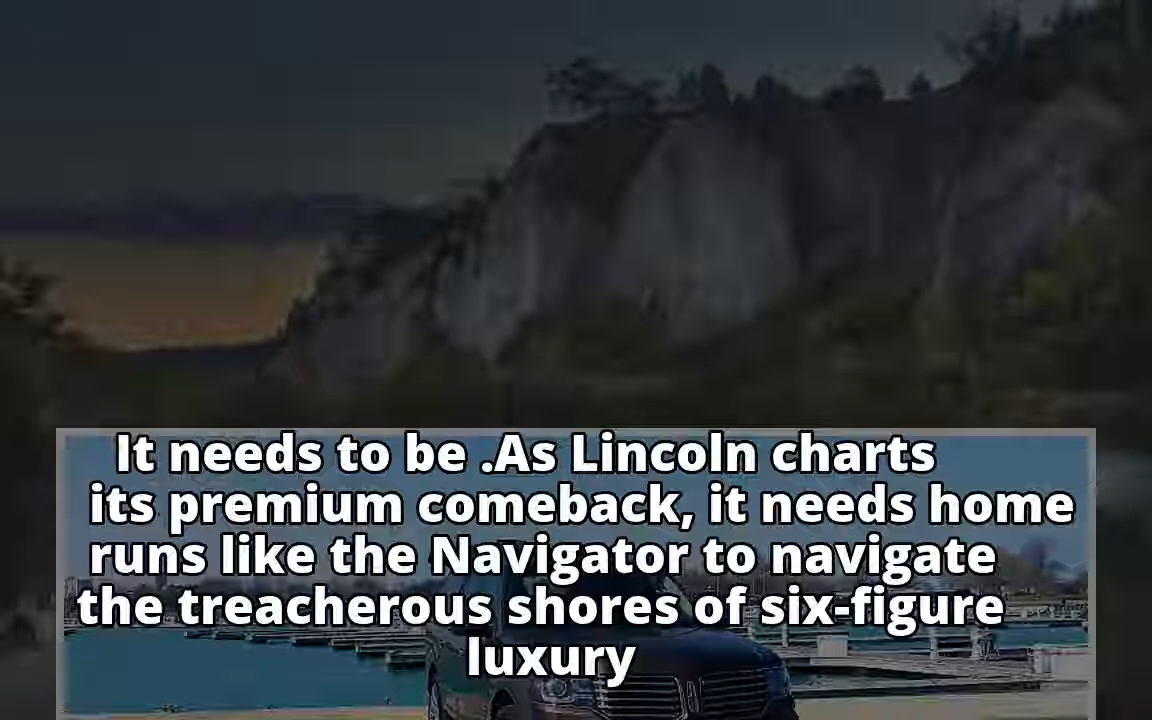 It needs to be .As Lincoln charts
its premium comeback, it needs home
runs like the Navigator to navigate
the treacherous shores of six-figure
luxury